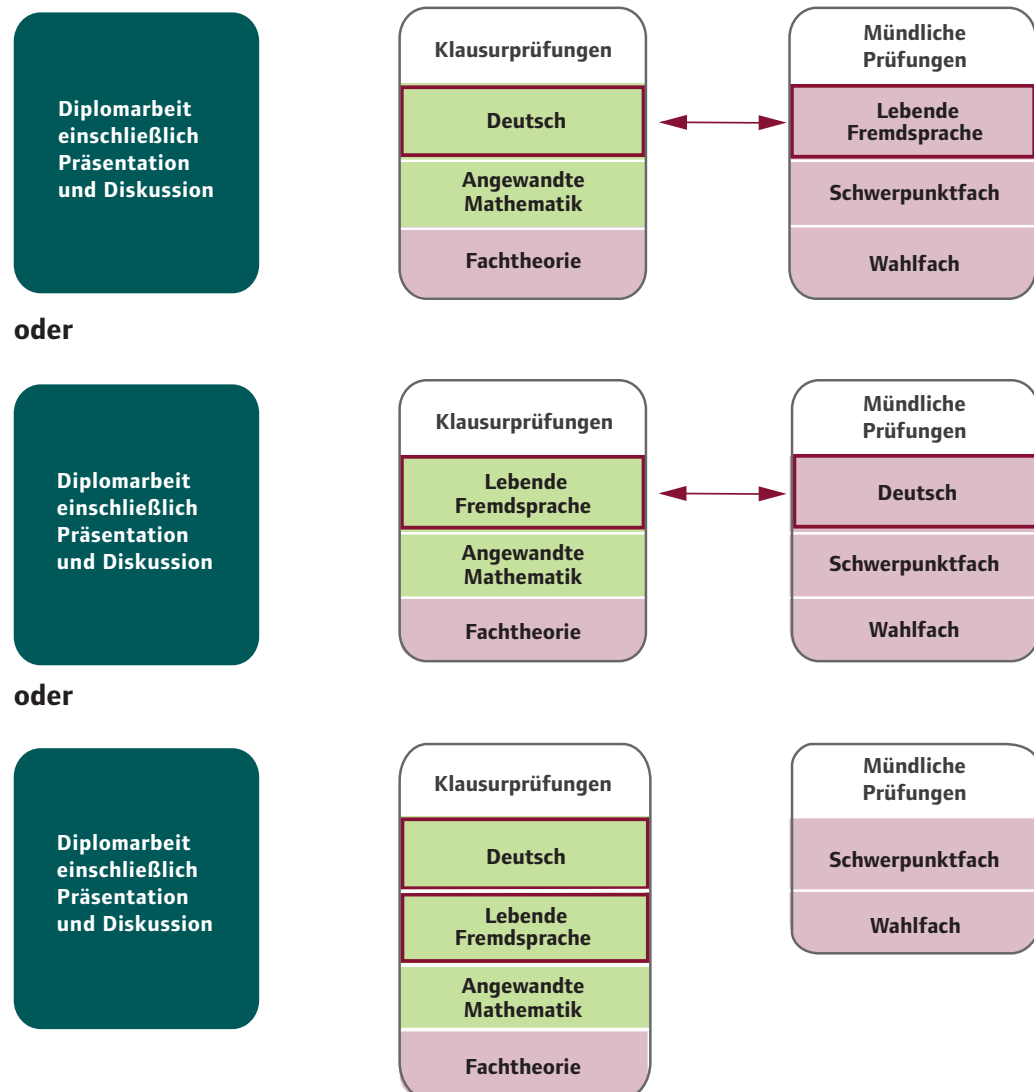 Diplomarbeit
einschließlich
Präsentation
und Diskussion
Klausurprüfungen
Deutsch
Angewandte
Mathematik
Fachtheorie
Mündliche
Prüfungen
Lebende
Fremdsprache
Schwerpunktfach
Wahlfach
oder
Diplomarbeit
einschließlich
Präsentation
und Diskussion
Klausurprüfungen
Lebende
Fremdsprache
Angewandte
Mathematik
Fachtheorie
Mündliche
Prüfungen
Deutsch
Schwerpunktfach
Wahlfach
oder
Diplomarbeit
einschließlich
Präsentation
und Diskussion
Klausurprüfungen
Deutsch
Lebende
Fremdsprache
Angewandte
Mathematik
Fachtheorie
Mündliche
Prüfungen
Schwerpunktfach
Wahlfach